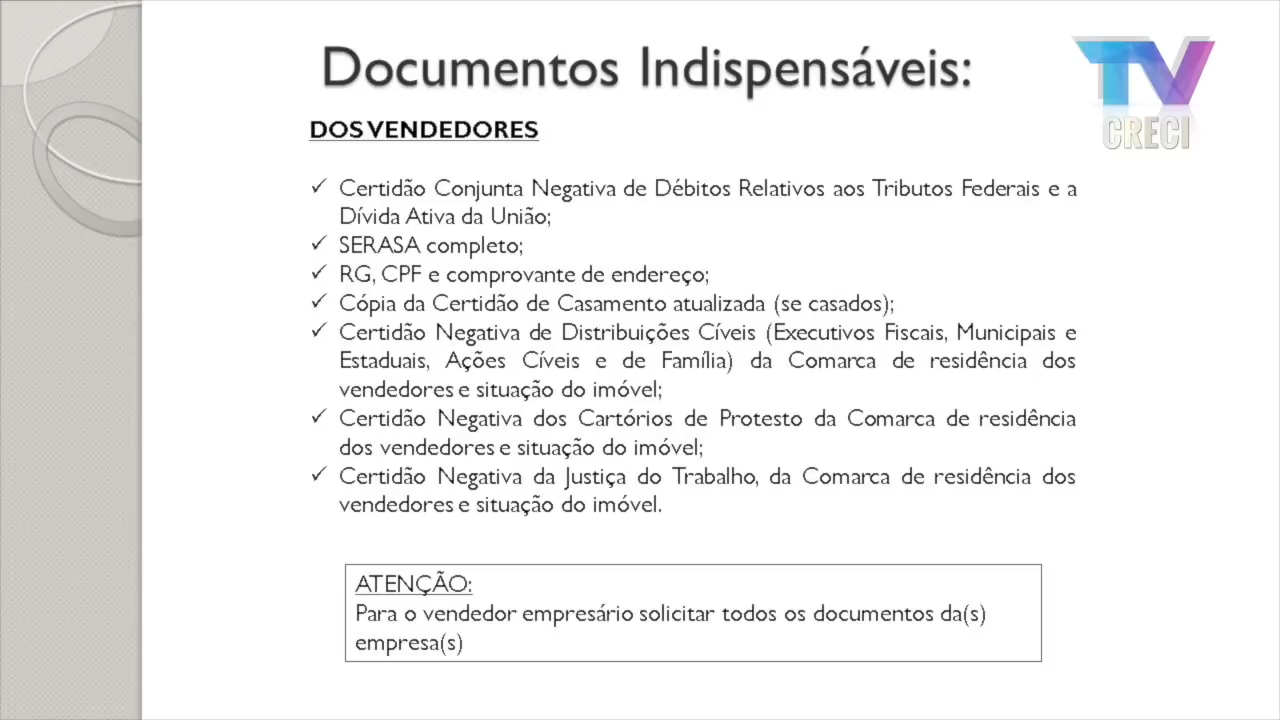 Documentos Indispensáveis:
TV
CRECI
DOS VENDEDORES
✓ Certidão Conjunta Negativa de Débitos Relativos aos Tributos Federais e a
Dívida Ativa da União;
✓ SERASA completo;
✓ RG, CPF e comprovante de endereço;
✓ Cópia da Certidão de Casamento atualizada (se casados);
✓ Certidão Negativa de Distribuições Cíveis (Executivos Fiscais, Municipais e
Estaduais, Ações Cíveis e de Família) da Comarca de residência dos
vendedores e situação do imóvel;
✓ Certidão Negativa dos Cartórios de Protesto da Comarca de residência
dos vendedores e situação do imóvel;
✓ Certidão Negativa da Justiça do Trabalho, da Comarca de residência dos
vendedores e situação do imóvel.
ATENÇÃO:
Para o vendedor empresário solicitar todos os documentos da(s)
empresa(s)